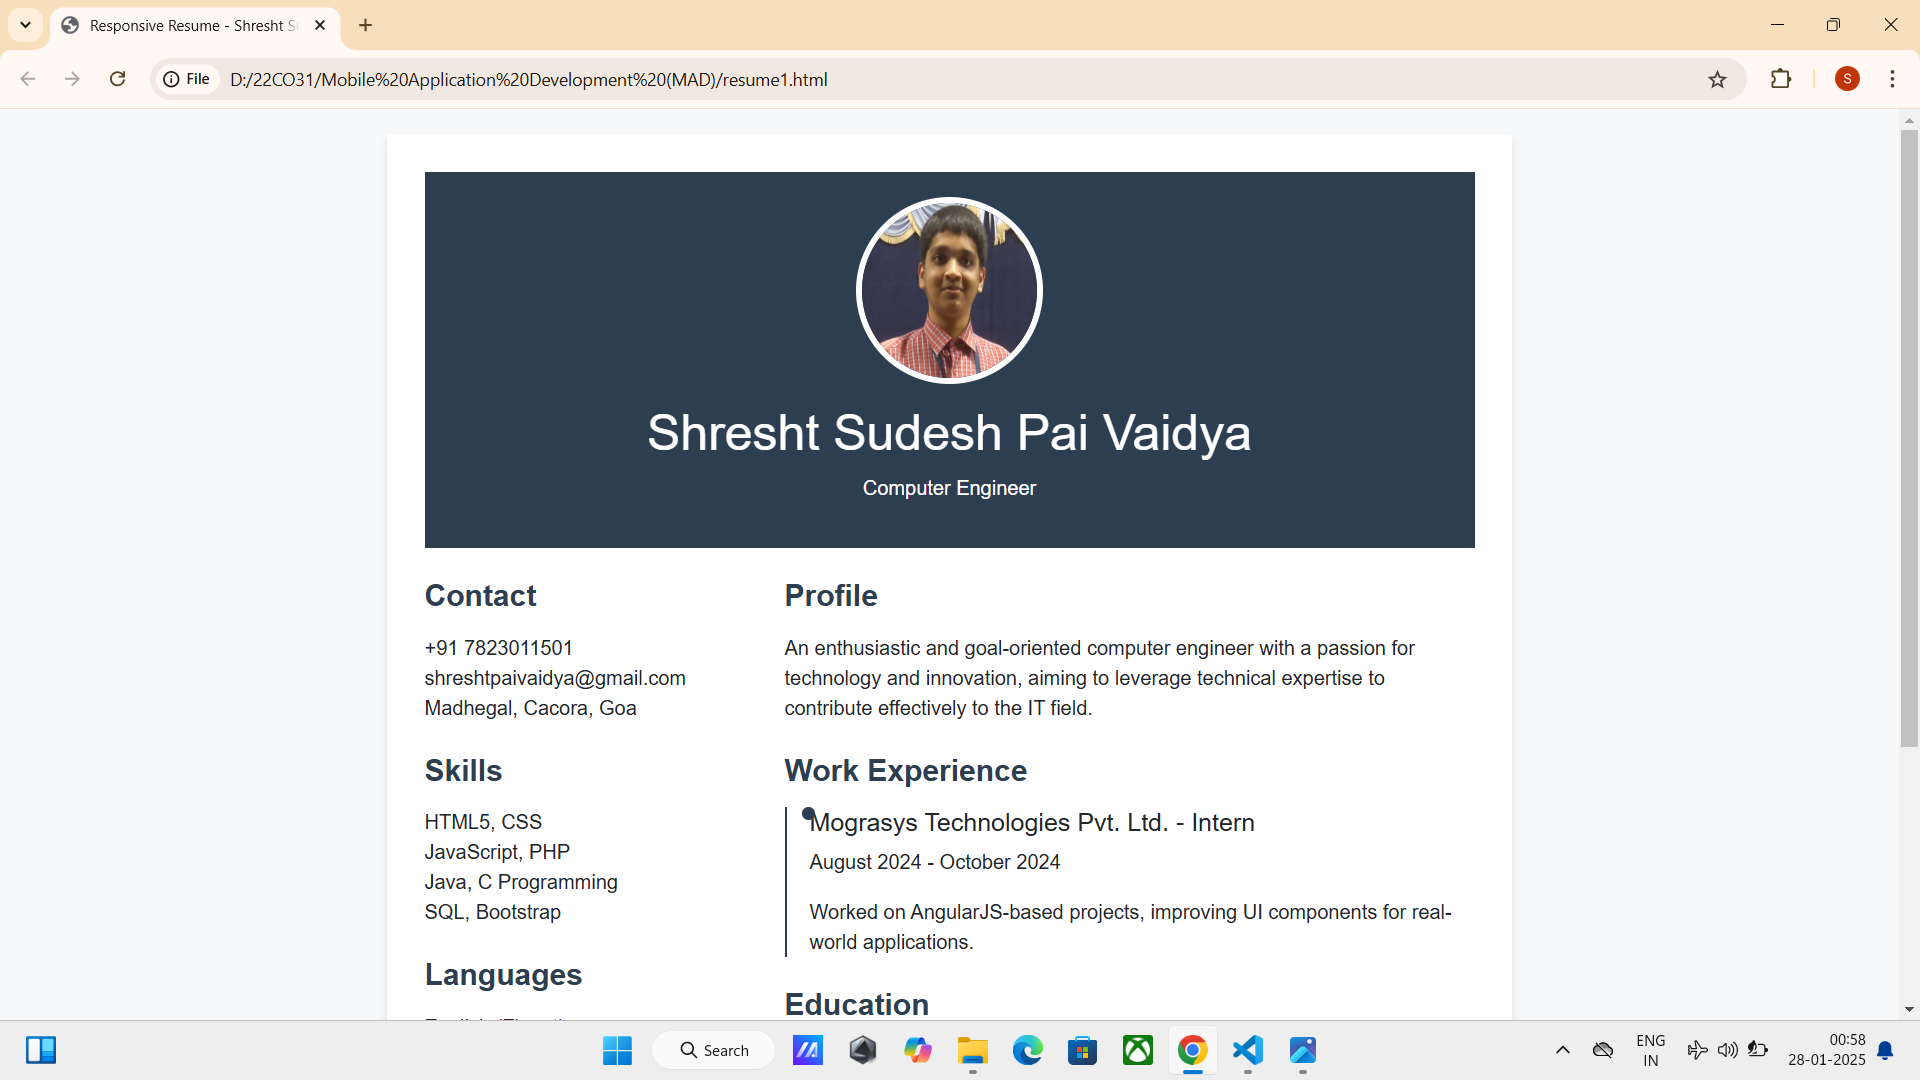 Responsive Resume - Shresht S
File
D:/22CO31/Mobile%20Application%20Development%20(MAD)/resume1.html
S
Shresht Sudesh Pai Vaidya
Computer Engineer
Contact
+91 7823011501
shreshtpaivaidya@gmail.com
Madhegal, Cacora, Goa
Skills
HTML5, CSS
JavaScript, PHP
Java, C Programming
SQL, Bootstrap
Languages
Profile
An enthusiastic and goal-oriented computer engineer with a passion for
technology and innovation, aiming to leverage technical expertise to
contribute effectively to the IT field.
Work Experience
Mograsys Technologies Pvt. Ltd. - Intern
August 2024 - October 2024
Worked on AngularJS-based projects, improving UI components for real-
world applications.
Education
Search
ENG
IN
00:58
28-01-2025